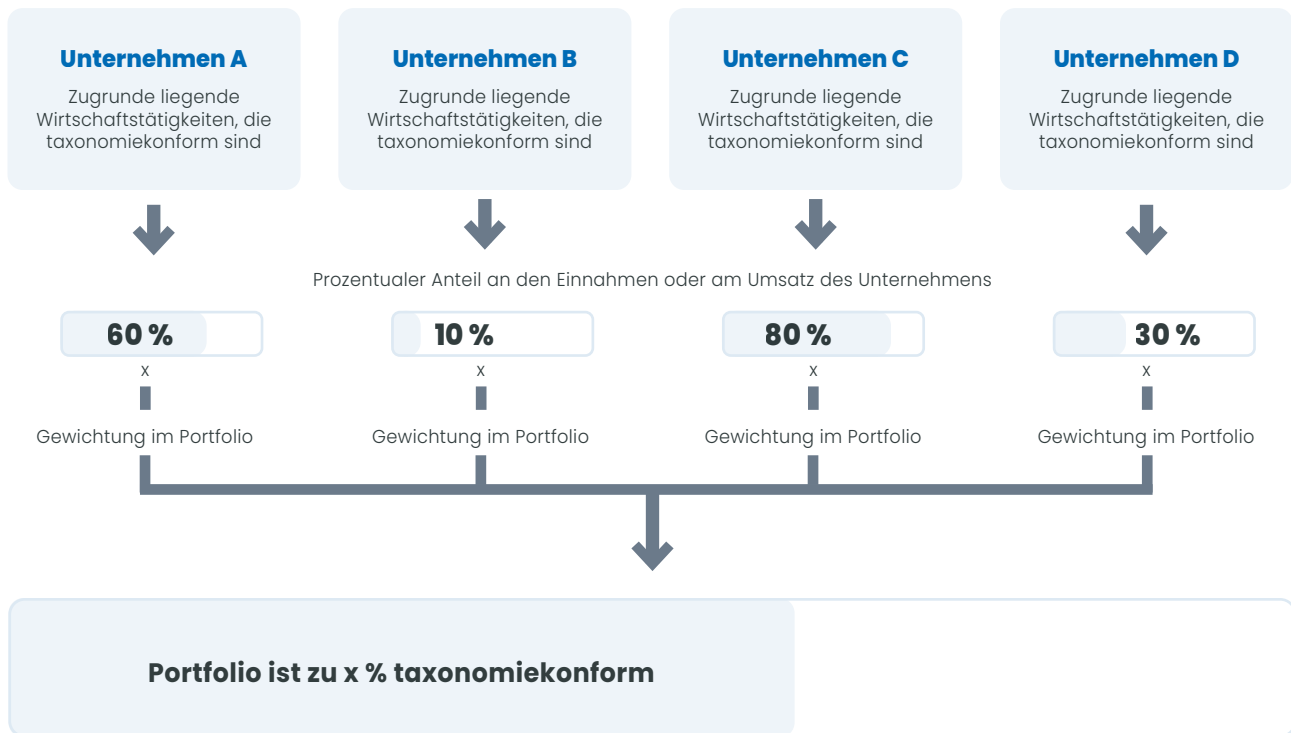 Unternehmen A
Zugrunde liegende
Wirtschaftstätigkeiten, die
taxonomiekonform sind
Unternehmen B
Zugrunde liegende
Wirtschaftstätigkeiten, die
taxonomiekonform sind
Unternehmen C
Zugrunde liegende
Wirtschaftstätigkeiten, die
taxonomiekonform sind
Unternehmen D
Zugrunde liegende
Wirtschaftstätigkeiten, die
taxonomiekonform sind
Prozentualer Anteil an den Einnahmen oder am Umsatz des Unternehmens
60 %
10 %
80 %
30 %
x
x
x
x
Gewichtung im Portfolio
Gewichtung im Portfolio
Gewichtung im Portfolio
Gewichtung im Portfolio
Portfolio ist zu x % taxonomiekonform